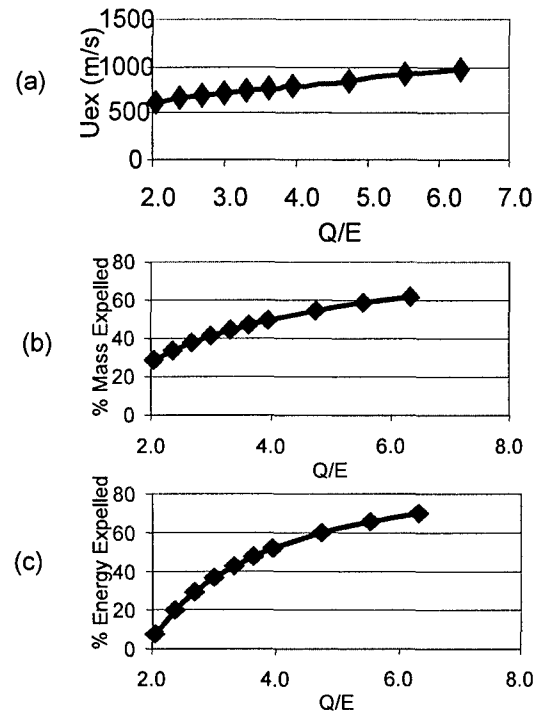 (a)
Uex (m/s)
1500
1000
500
0
2.0 3.0 4.0 5.0 6.0 7.0
Q/E
(b)
% Mass Expelled
80
60
40
20
0
2.0 4.0 6.0 8.0
Q/E
(c)
% Energy Expelled
80
60
40
20
0
2.0 4.0 6.0 8.0
Q/E